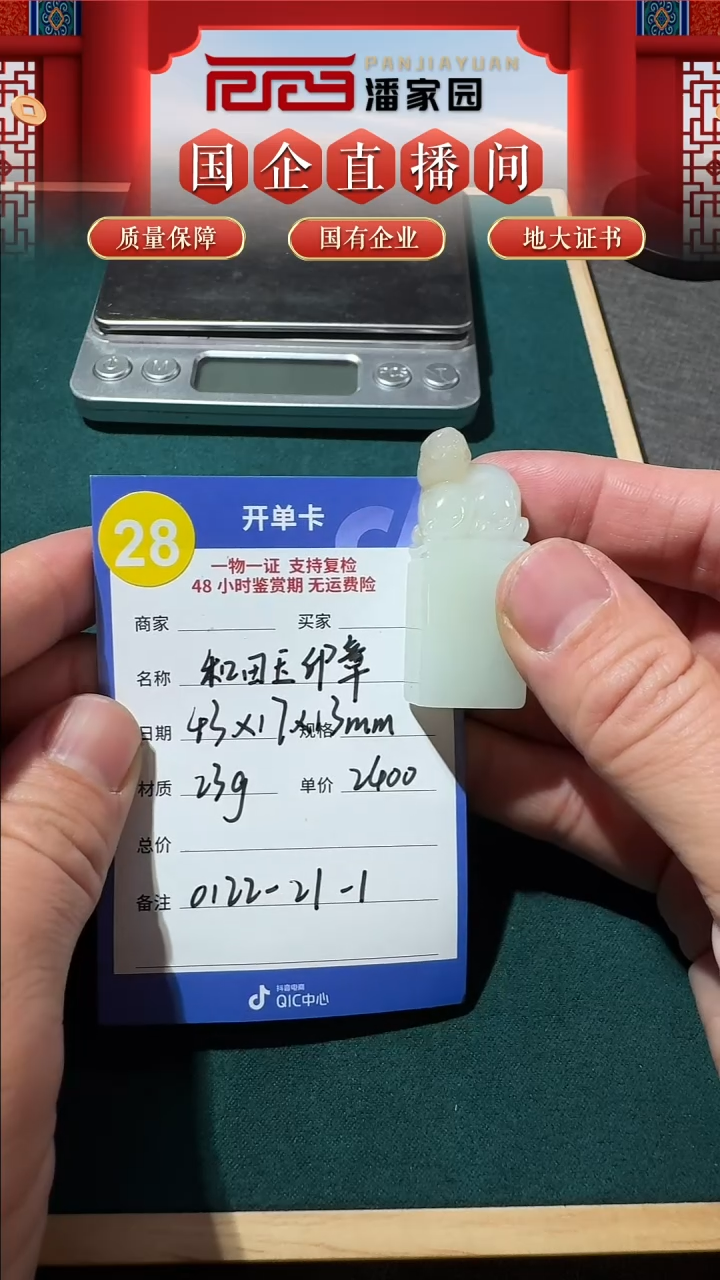 PANJIAYUAN
潘家园
国企直播间
质量保障 国有企业 地大证书
28 开单卡
一物一证 支持复检
48 小时鉴赏期 无运费险
商家 买家
名称 和田玉印章
日期 43×17×13mm 规格
材质 23g 单价 2400
总价
备注 0122-21-1
抖音电商
QIC中心